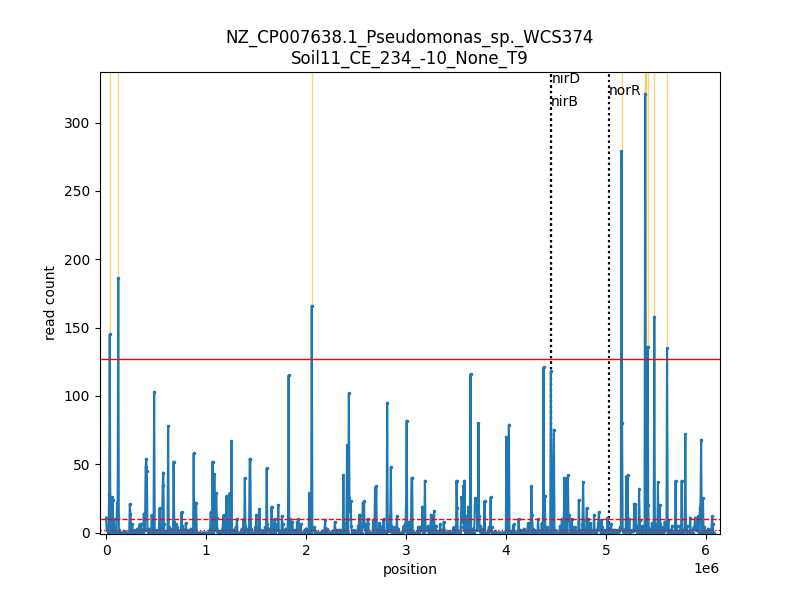 NZ_CP007638.1_Pseudomonas_sp._WCS374
Soil11_CE_234_-10_None_T9
nirD
norR
nirB
300
250
200
150
100
50
0
read count
0 1 2 3 4 5 6
1e6
position